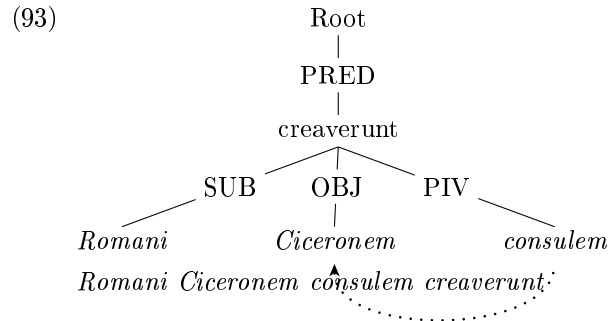 (93) Root
PRED
creaverunt
SUB OBJ PIV
Romani Ciceronem consulem
Romani Ciceronem consulem creaverunt